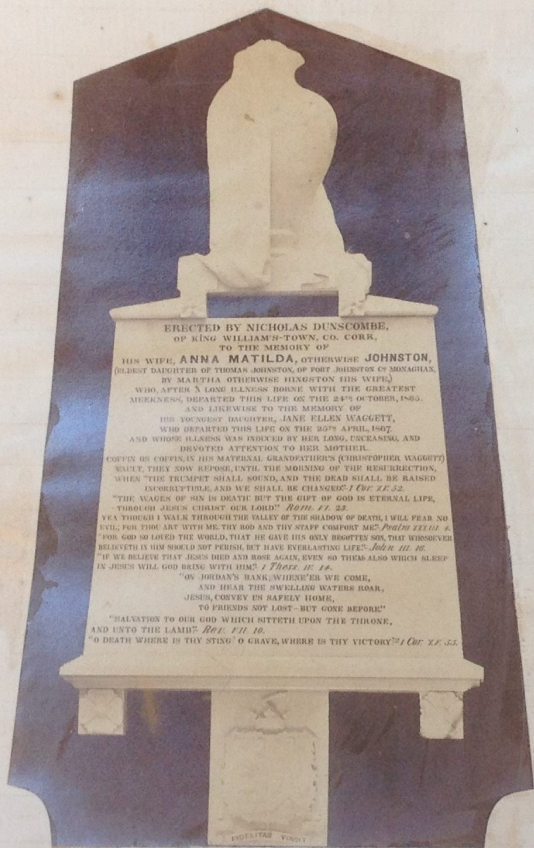 ERECTED BY NICHOLAS DUNSCOMBE,
OF KING WILLIAM'S-TOWN, CO. CORK,
TO THE MEMORY OF
HIS WIFE, ANNA MATILDA, OTHERWISE JOHNSTON,
(ELDEST DAUGHTER OF THOMAS JOHNSTON, OF FORT JOHNSTON CO MONAGHAN,
BY MARTHA OTHERWISE HINGSTON HIS WIFE,)
WHO, AFTER A LONG ILLNESS BORNE WITH THE GREATEST
MEEKNESS, DEPARTED THIS LIFE ON THE 24TH OCTOBER, 1865.
AND LIKEWISE TO THE MEMORY OF
HIS YOUNGEST DAUGHTER, JANE ELLEN WAGGETT,
WHO DEPARTED THIS LIFE ON THE 25TH APRIL, 1867.
AND WHOSE ILLNESS WAS INDUCED BY HER LONG, UNCEASING, AND
DEVOTED ATTENTION TO HER MOTHER.
COFFIN ON COFFIN, IN HIS MATERNAL GRANDFATHER'S (CHRISTOPHER WAGGETT)
VAULT, THEY NOW REPOSE, UNTIL THE MORNING OF THE RESURRECTION,
WHEN "THE TRUMPET SHALL SOUND, AND THE DEAD SHALL BE RAISED
INCORRUPTIBLE, AND WE SHALL BE CHANGED". 1 Cor. XV. 52.
"THE WAGES OF SIN IS DEATH BUT THE GIFT OF GOD IS ETERNAL LIFE,
THROUGH JESUS CHRIST OUR LORD." Rom. VI. 23.
YEA THOUGH I WALK THROUGH THE VALLEY OF THE SHADOW OF DEATH, I WILL FEAR NO
EVIL, FOR THOU ART WITH ME, THY ROD AND THY STAFF COMFORT ME". Psalm XXIII. 4.
"FOR GOD SO LOVED THE WORLD, THAT HE GAVE HIS ONLY BEGOTTEN SON, THAT WHOSOEVER
BELIEVETH IN HIM SHOULD NOT PERISH, BUT HAVE EVERLASTING LIFE". John III. 16.
"IF WE BELIEVE THAT JESUS DIED AND ROSE AGAIN, EVEN SO THEM ALSO WHICH SLEEP
IN JESUS WILL GOD BRING WITH HIM". 1 Thess. IV. 14.
"ON JORDAN'S BANK, WHENE'ER WE COME,
AND HEAR THE SWELLING WATERS ROAR,
JESUS, CONVEY US SAFELY HOME,
TO FRIENDS NOT LOST—BUT GONE BEFORE"
"SALVATION TO OUR GOD WHICH SITTETH UPON THE THRONE,
AND UNTO THE LAMB". Rev. VII. 10.
"O DEATH WHERE IS THY STING? O GRAVE, WHERE IS THY VICTORY?" 1 Cor. XV. 55.
FIDELITAS VINCIT